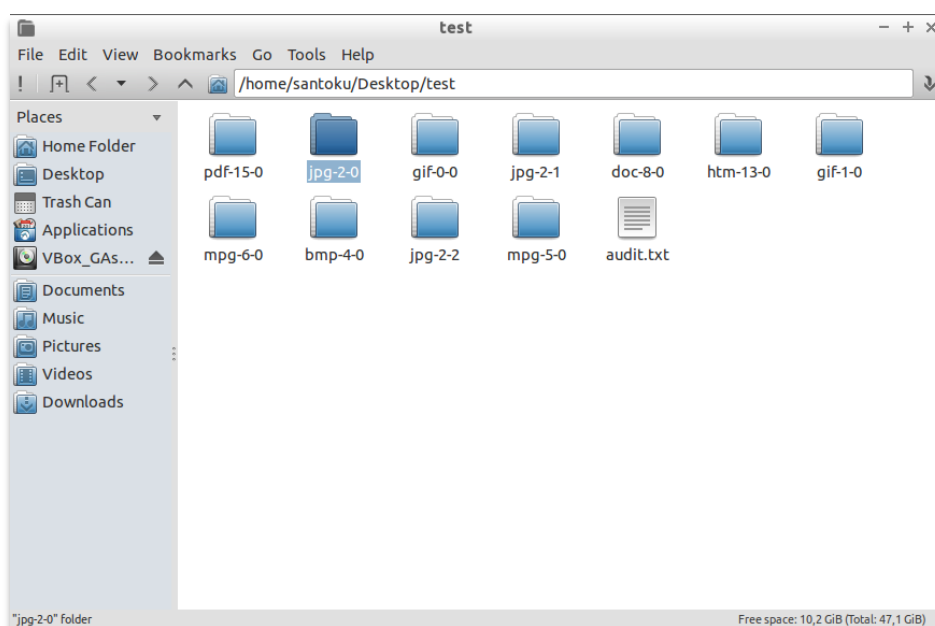 test
File Edit View Bookmarks Go Tools Help
/home/santoku/Desktop/test
Places
Home Folder
Desktop
Trash Can
Applications
VBox_GAs...
Documents
Music
Pictures
Videos
Downloads
pdf-15-0 jpg-2-0 gif-0-0 jpg-2-1 doc-8-0 htm-13-0 gif-1-0
mpg-6-0 bmp-4-0 jpg-2-2 mpg-5-0 audit.txt
"jpg-2-0" folder Free space: 10,2 GiB (Total: 47,1 GiB)